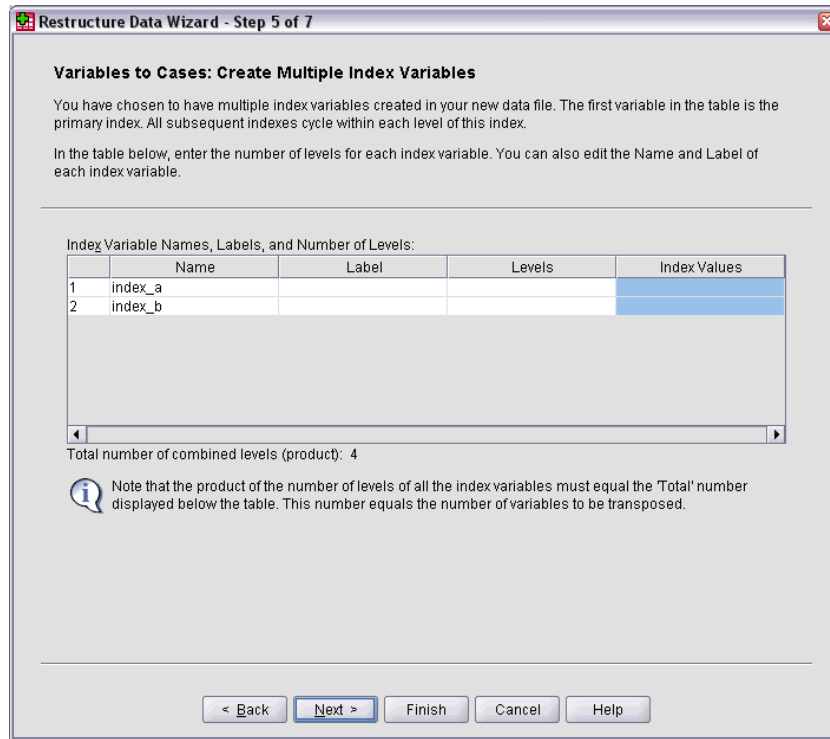 Restructure Data Wizard - Step 5 of 7
Variables to Cases: Create Multiple Index Variables
You have chosen to have multiple index variables created in your new data file. The first variable in the table is the
primary index. All subsequent indexes cycle within each level of this index.
In the table below, enter the number of levels for each index variable. You can also edit the Name and Label of
each index variable.
Index Variable Names, Labels, and Number of Levels:
Name Label Levels Index Values
1 index_a
2 index_b
Total number of combined levels (product): 4
Note that the product of the number of levels of all the index variables must equal the 'Total' number
displayed below the table. This number equals the number of variables to be transposed.
< Back Next > Finish Cancel Help